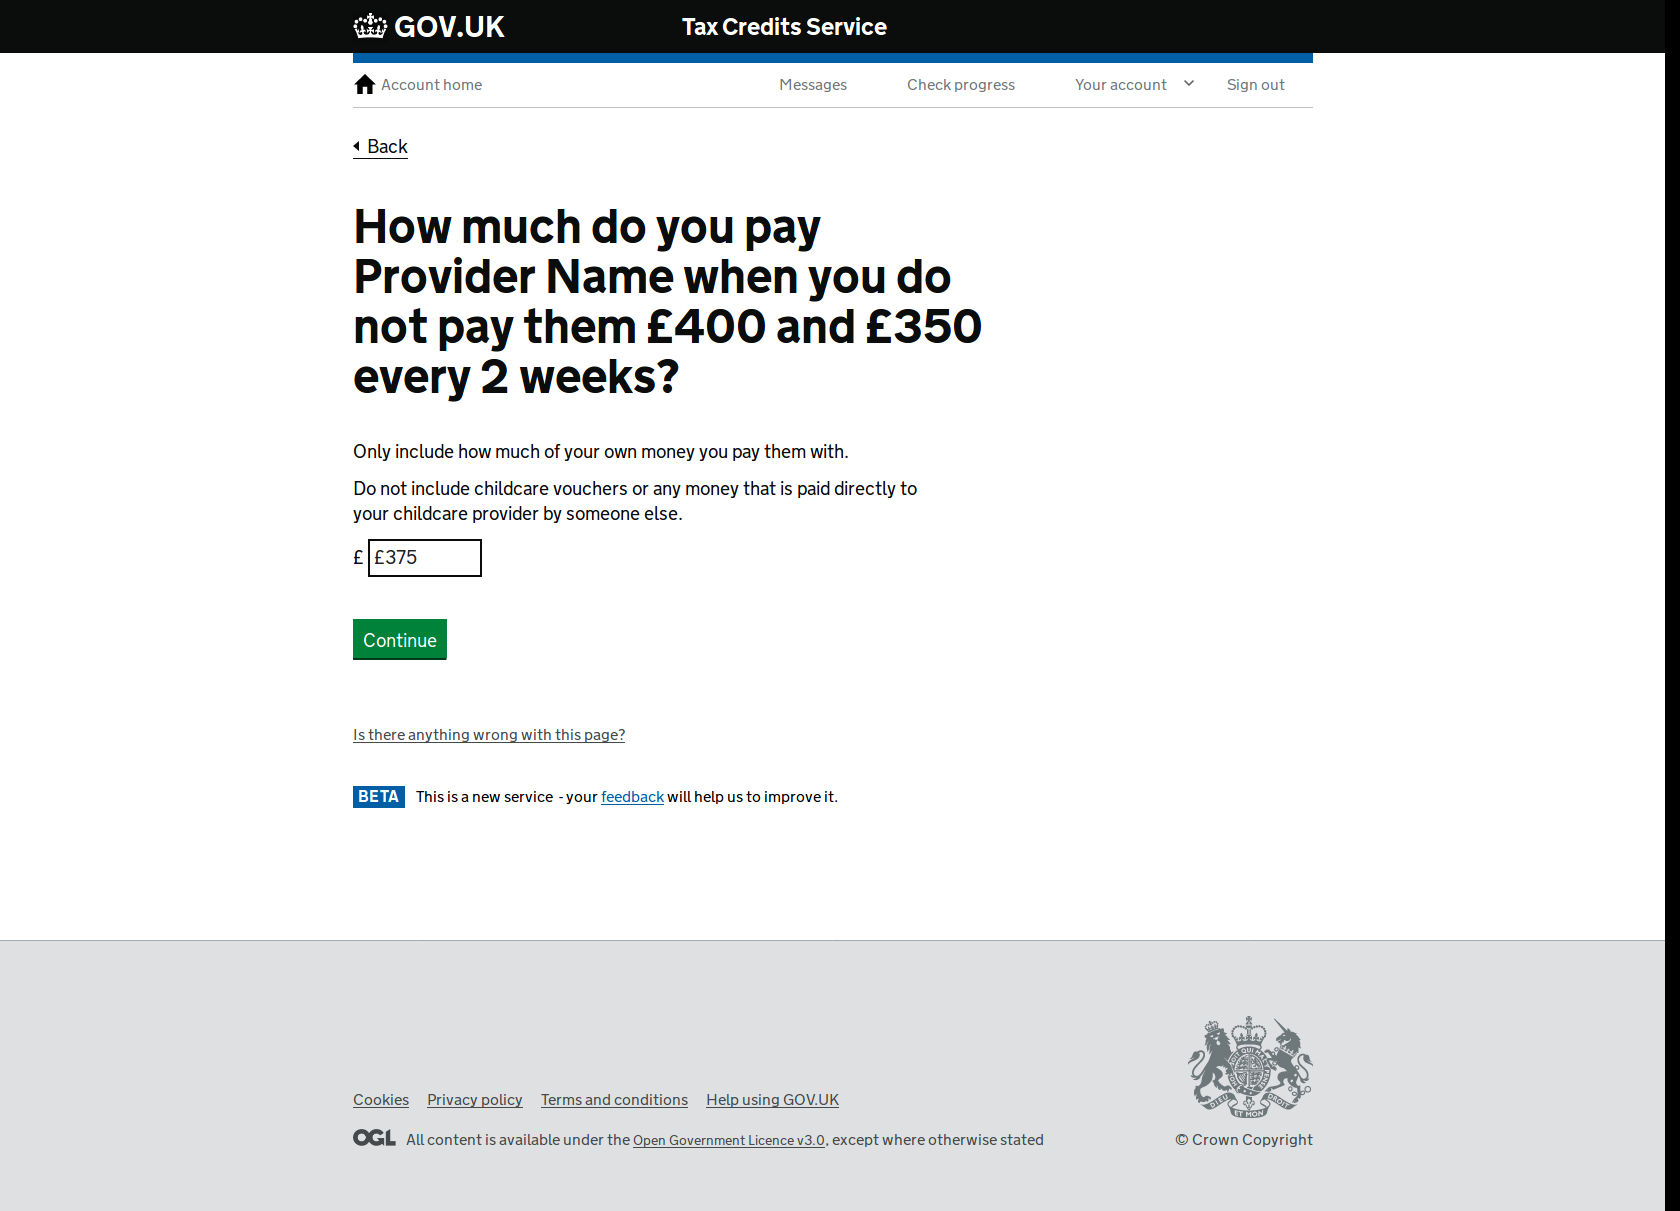 GOV.UK
Tax Credits Service
Account home
Messages
Check progress
Your account
Sign out
Back
How much do you pay
Provider Name when you do
not pay them £400 and £350
every 2 weeks?
Only include how much of your own money you pay them with.
Do not include childcare vouchers or any money that is paid directly to
your childcare provider by someone else.
£ £375
Continue
Is there anything wrong with this page?
BETA This is a new service - your feedback will help us to improve it.
Cookies Privacy policy Terms and conditions Help using GOV.UK
OGL All content is available under the Open Government Licence v3.0, except where otherwise stated
DIEU ET MON DROIT
© Crown Copyright